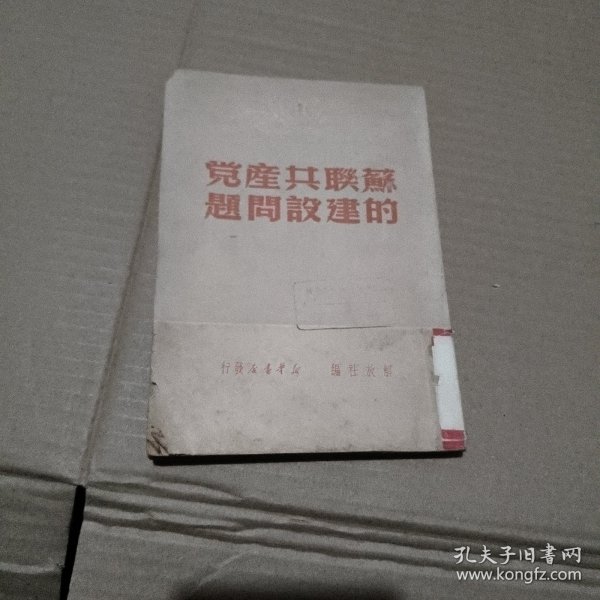 蘇聯共産党
的建設問題
解放社編 新華書店發行
孔夫子旧書网
www.kongfz.com